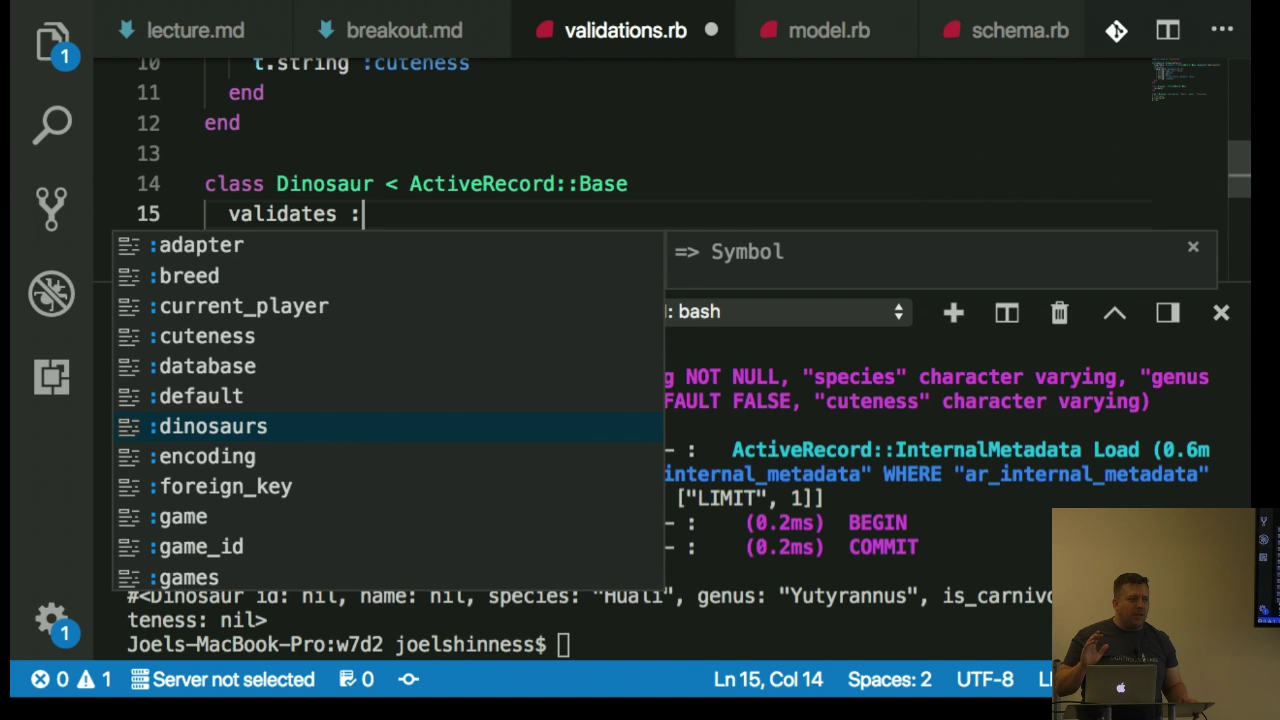 lecture.md
breakout.md
validations.rb
model.rb
schema.rb
1
10 t.string :cuteness
11 end
12 end
13
14 class Dinosaur < ActiveRecord::Base
15 validates :
:adapter
:breed
:current_player
:cuteness
:database
:default
:dinosaurs
:encoding
:foreign_key
:game
:game_id
:games
=> Symbol
: bash
g NOT NULL, "species" character varying, "genus
FAULT FALSE, "cuteness" character varying)
- : ActiveRecord::InternalMetadata Load (0.6m
internal_metadata" WHERE "ar_internal_metadata"
["LIMIT", 1]]
- : (0.2ms) BEGIN
- : (0.2ms) COMMIT
#<Dinosaur id: nil, name: nil, species: "Huali", genus: "Yutyrannus", is_carnivo
teness: nil>
Joels-MacBook-Pro:w7d2 joelshinness$
1
0 1 Server not selected 0 Ln 15, Col 14 Spaces: 2 UTF-8